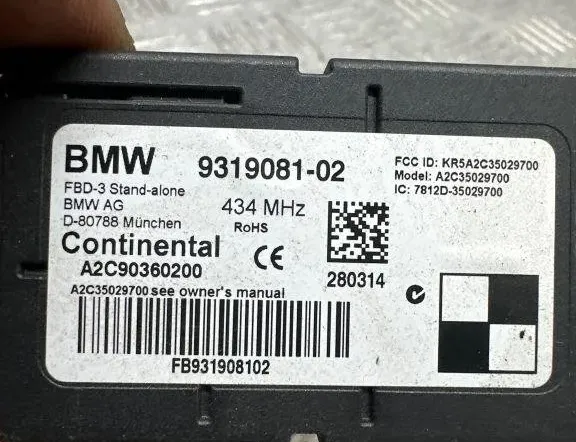 BMW 9319081-02
FBD-3 Stand-alone
BMW AG
D-80788 München
434 MHz
RoHS
Continental
CE
A2C90360200
280314
A2C35029700 see owner's manual
FB931908102
FCC ID: KR5A2C35029700
Model: A2C35029700
IC: 7812D-35029700